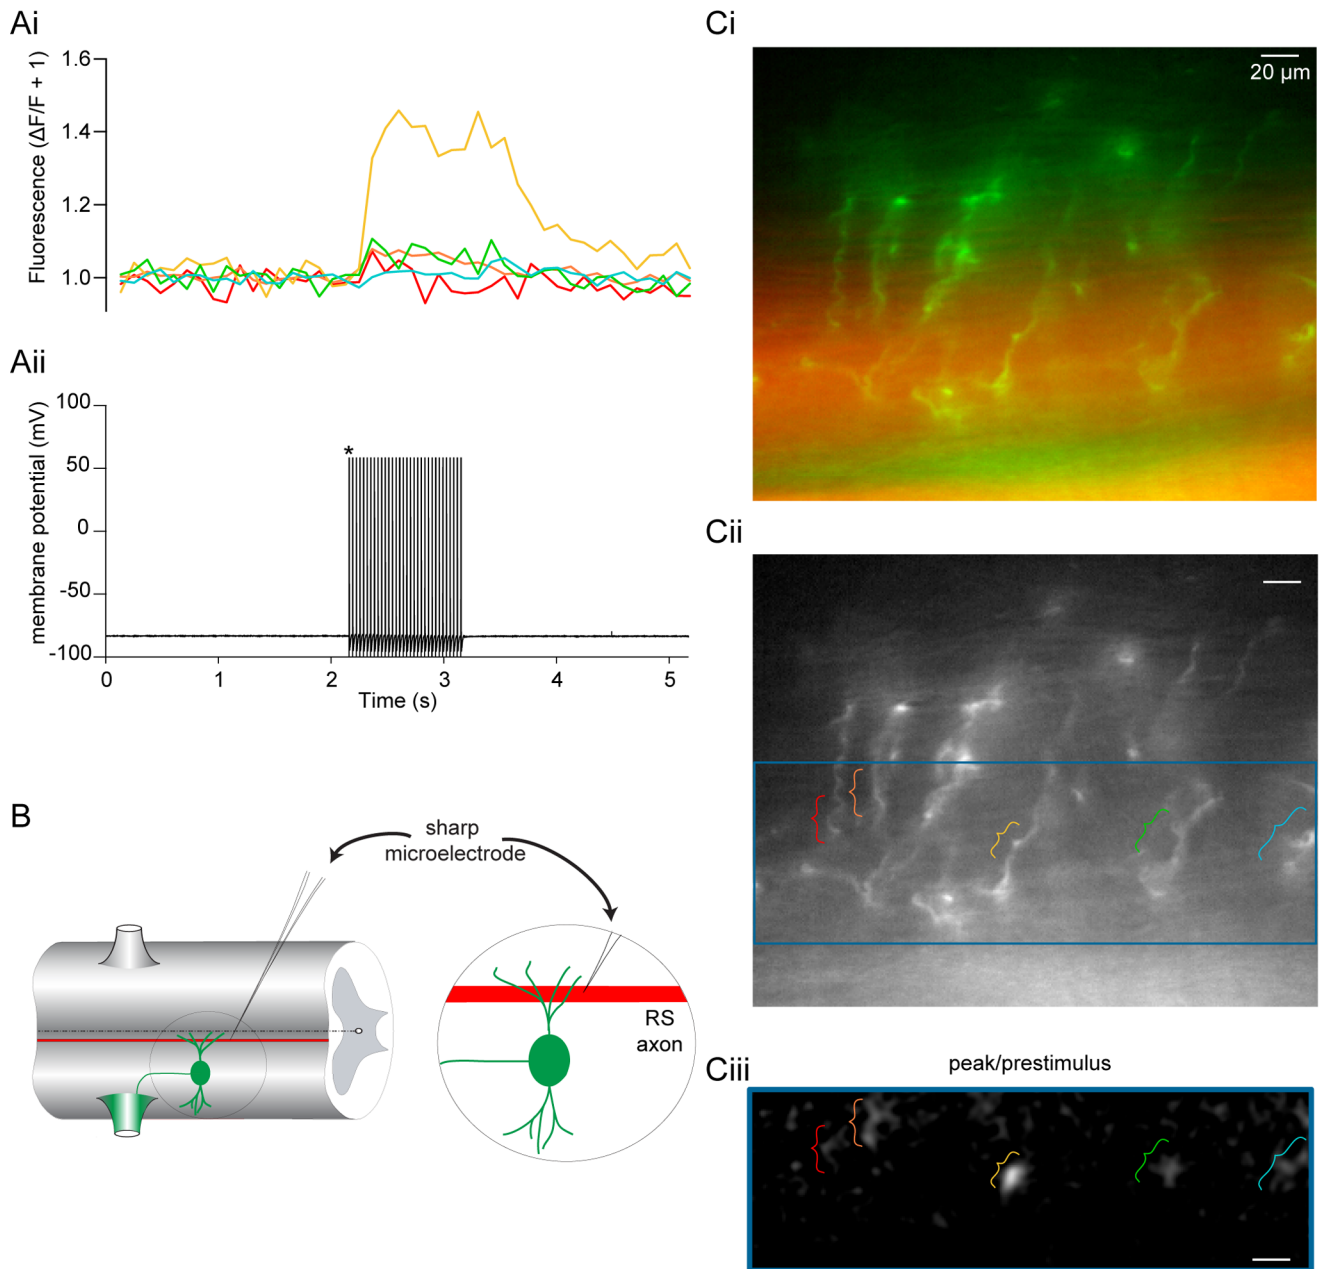 Ai
Fluorescence (ΔF/F + 1)
1.6
1.4
1.2
1.0
Aii
membrane potential (mV)
100
50
0
-50
-100
*
0 1 2 3 4 5
Time (s)
B
sharp
microelectrode
RS
axon
Ci
20 µm
Cii
Ciii
peak/prestimulus